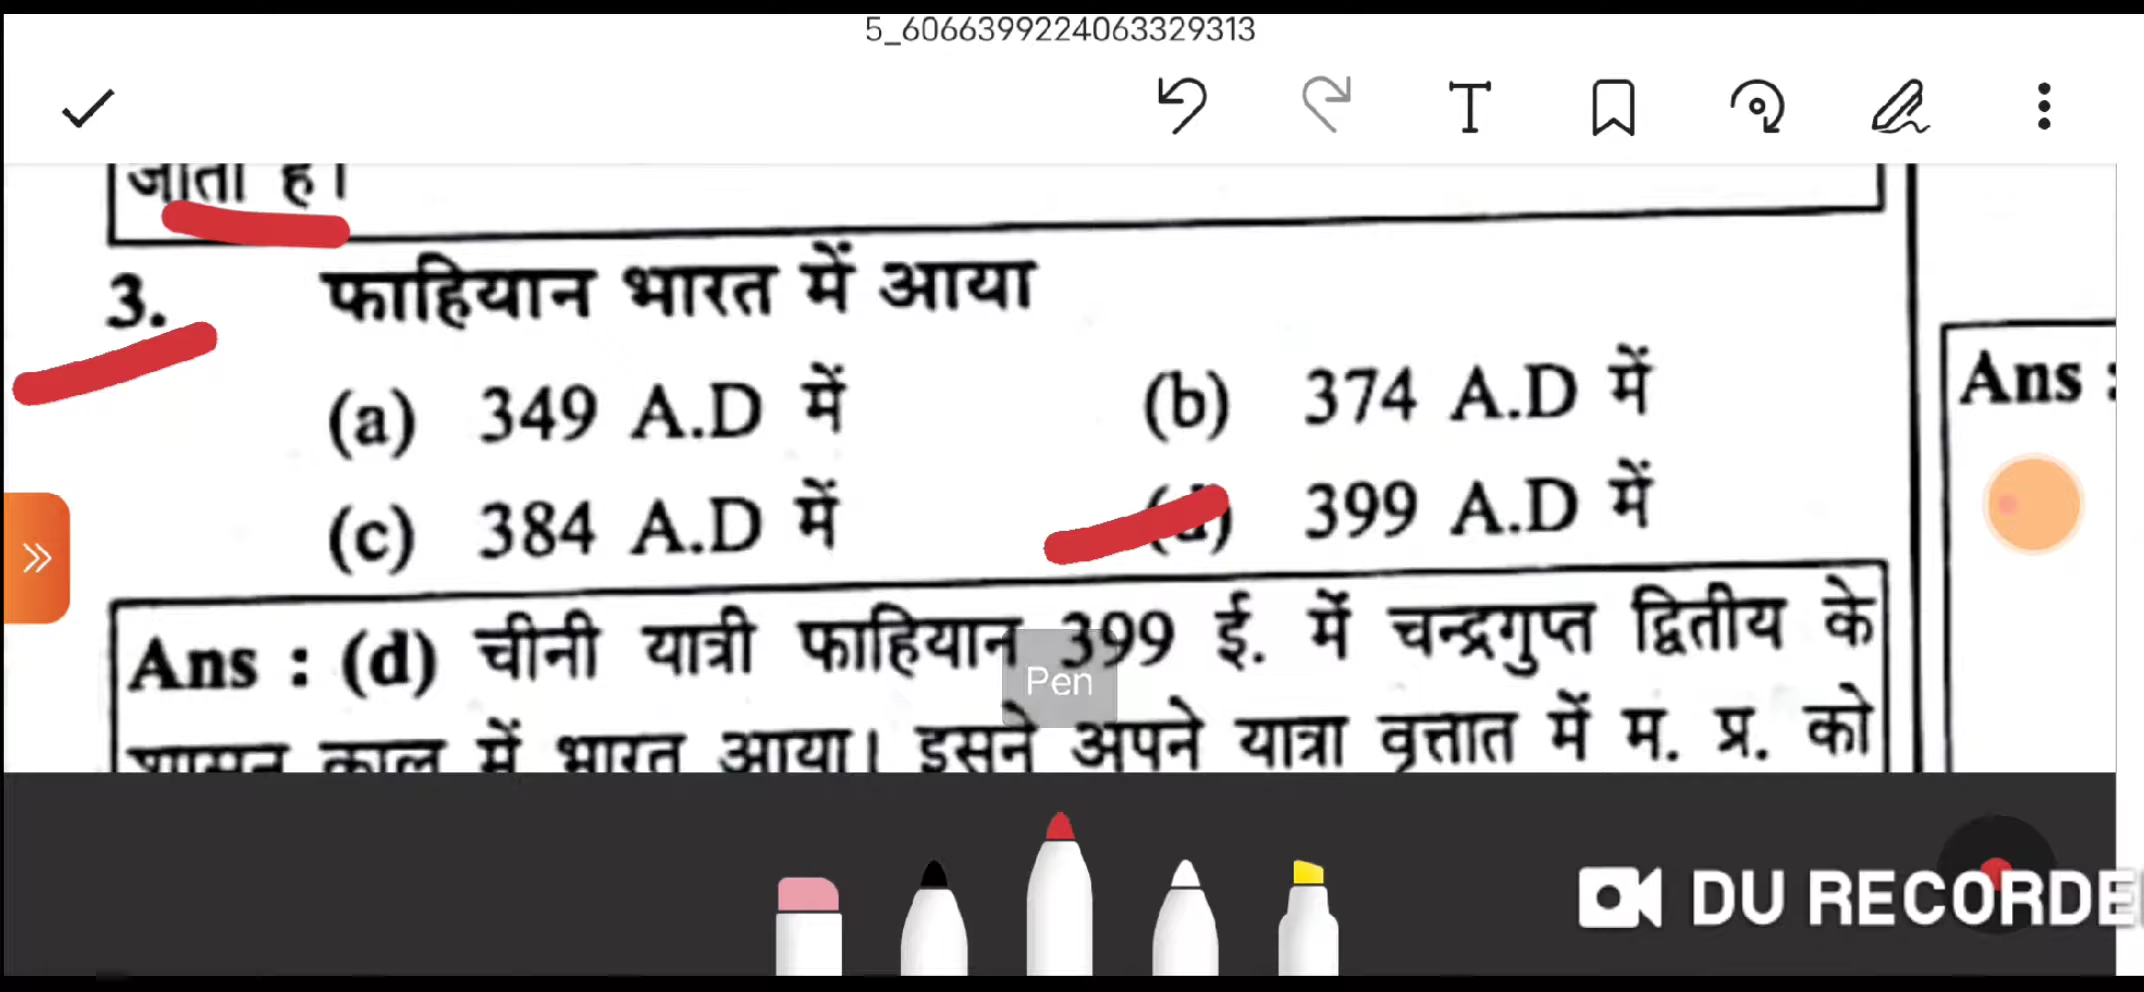 5_6066399224063329313
जाता है।
3. फाहियान भारत में आया
(a) 349 A.D में (b) 374 A.D में
(c) 384 A.D में (d) 399 A.D में
Ans : (d) चीनी यात्री फाहियान 399 ई. में चन्द्रगुप्त द्वितीय के
शासन काल में भारत आया। इसने अपने यात्रा वृत्तात में म. प्र. को
Ans :
Pen
DU RECORDE